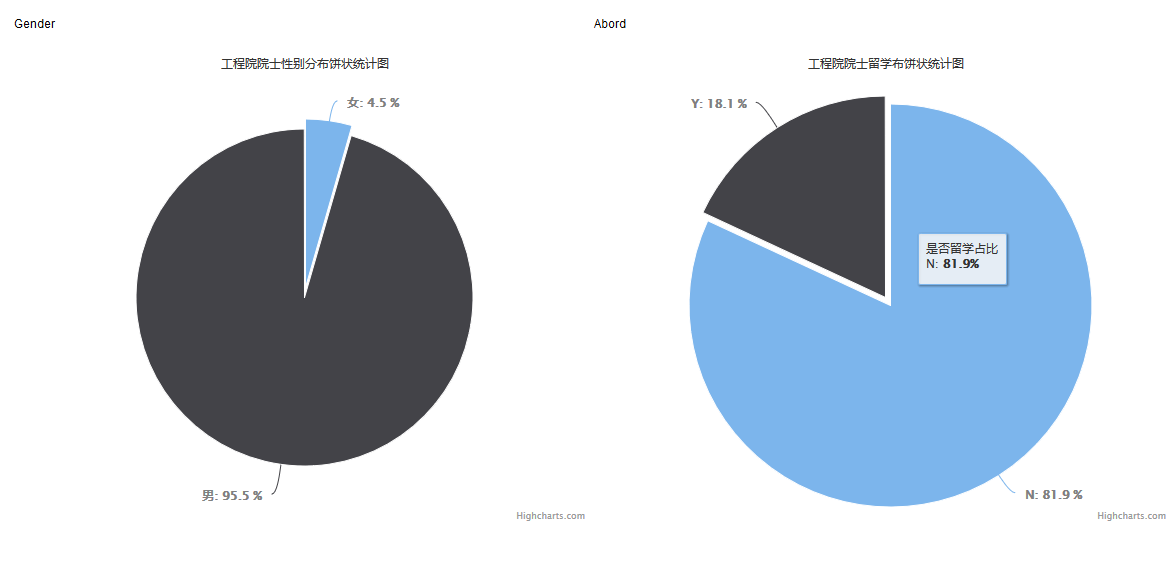 Gender
工程院院士性别分布饼状统计图
女: 4.5 %
男: 95.5 %
Highcharts.com
Abord
工程院院士留学布饼状统计图
Y: 18.1 %
是否留学占比
N: 81.9%
N: 81.9 %
Highcharts.com